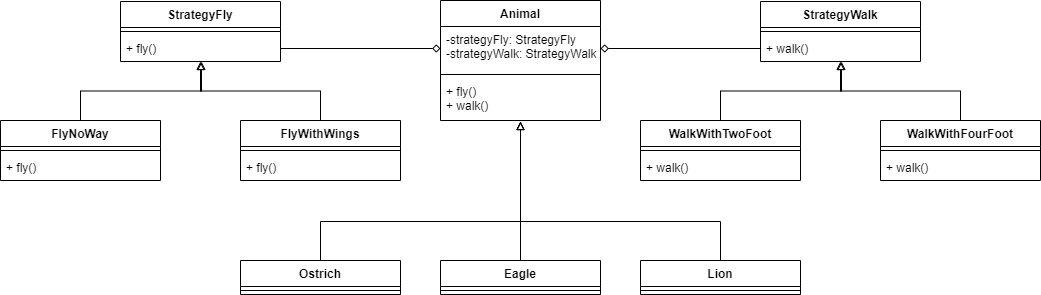 StrategyFly
+ fly()
Animal
-strategyFly: StrategyFly
-strategyWalk: StrategyWalk
+ fly()
+ walk()
StrategyWalk
+ walk()
FlyNoWay
+ fly()
FlyWithWings
+ fly()
WalkWithTwoFoot
+ walk()
WalkWithFourFoot
+ walk()
Ostrich
Eagle
Lion